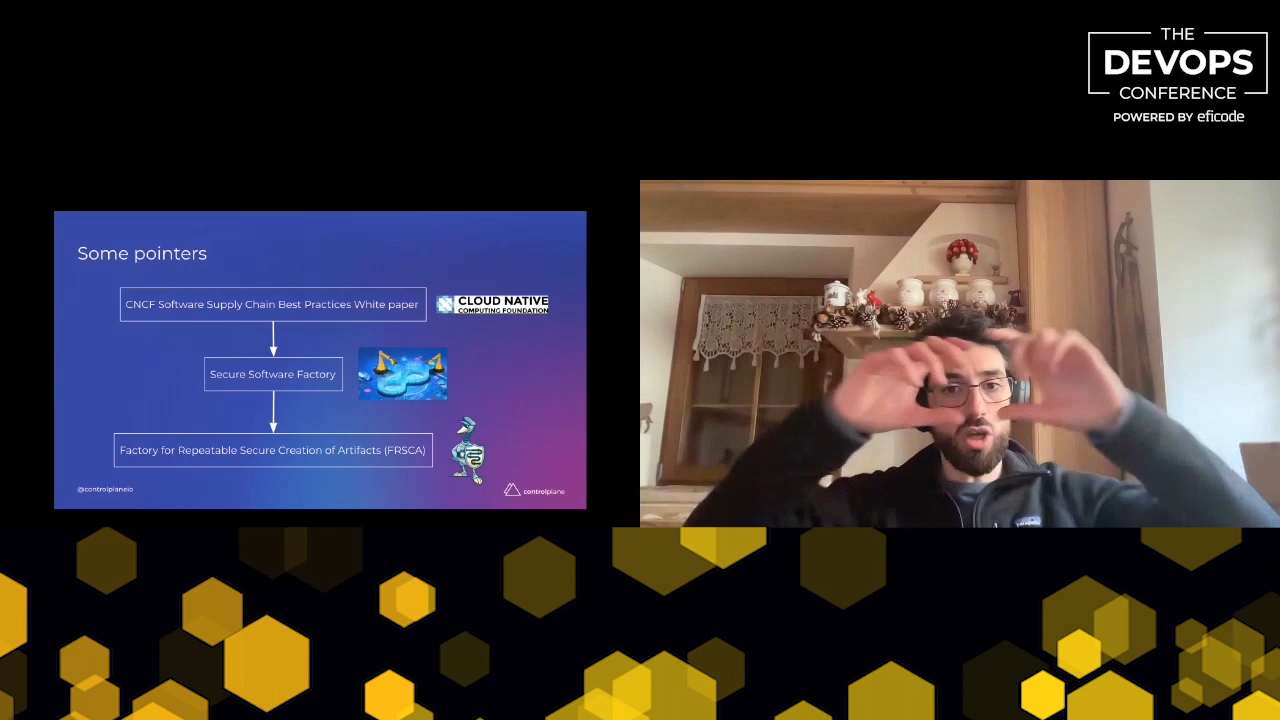 THE
DEVOPS
CONFERENCE
POWERED BY eficode
Some pointers
CNCF Software Supply Chain Best Practices White paper
CLOUD NATIVE
COMPUTING FOUNDATION
Secure Software Factory
Factory for Repeatable Secure Creation of Artifacts (FRSCA)
@controlplaneio
controlplane